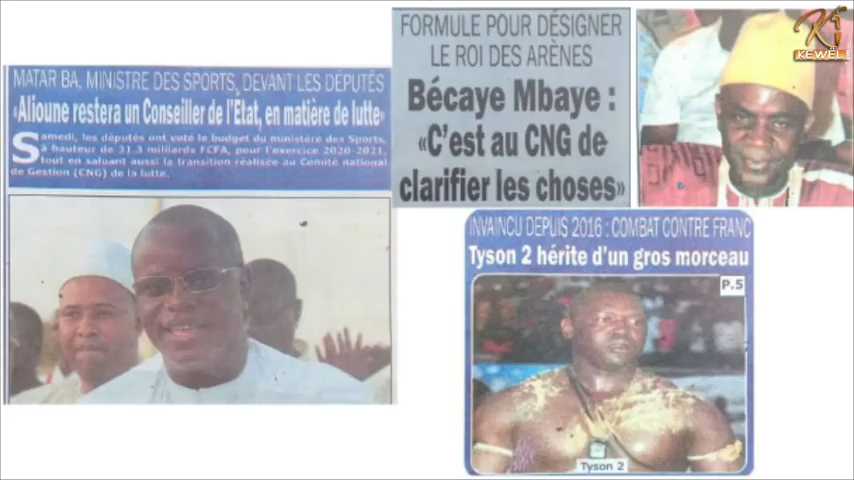 MATAR BA, MINISTRE DES SPORTS, DEVANT LES DÉPUTÉS
«Alioune restera un Conseiller de l'Etat, en matière de lutte»
Samedi, les députés ont voté le budget du ministère des Sports,
à hauteur de 31.3 milliards FCFA, pour l'exercice 2020-2021,
tout en saluant aussi la transition réalisée au Comité national
de Gestion (CNG) de la lutte.
FORMULE POUR DÉSIGNER
LE ROI DES ARÈNES
Bécaye Mbaye :
«C'est au CNG de
clarifier les choses»
KEWEL
INVAINCU DEPUIS 2016 : COMBAT CONTRE FRANC
Tyson 2 hérite d'un gros morceau
P.5
Tyson 2